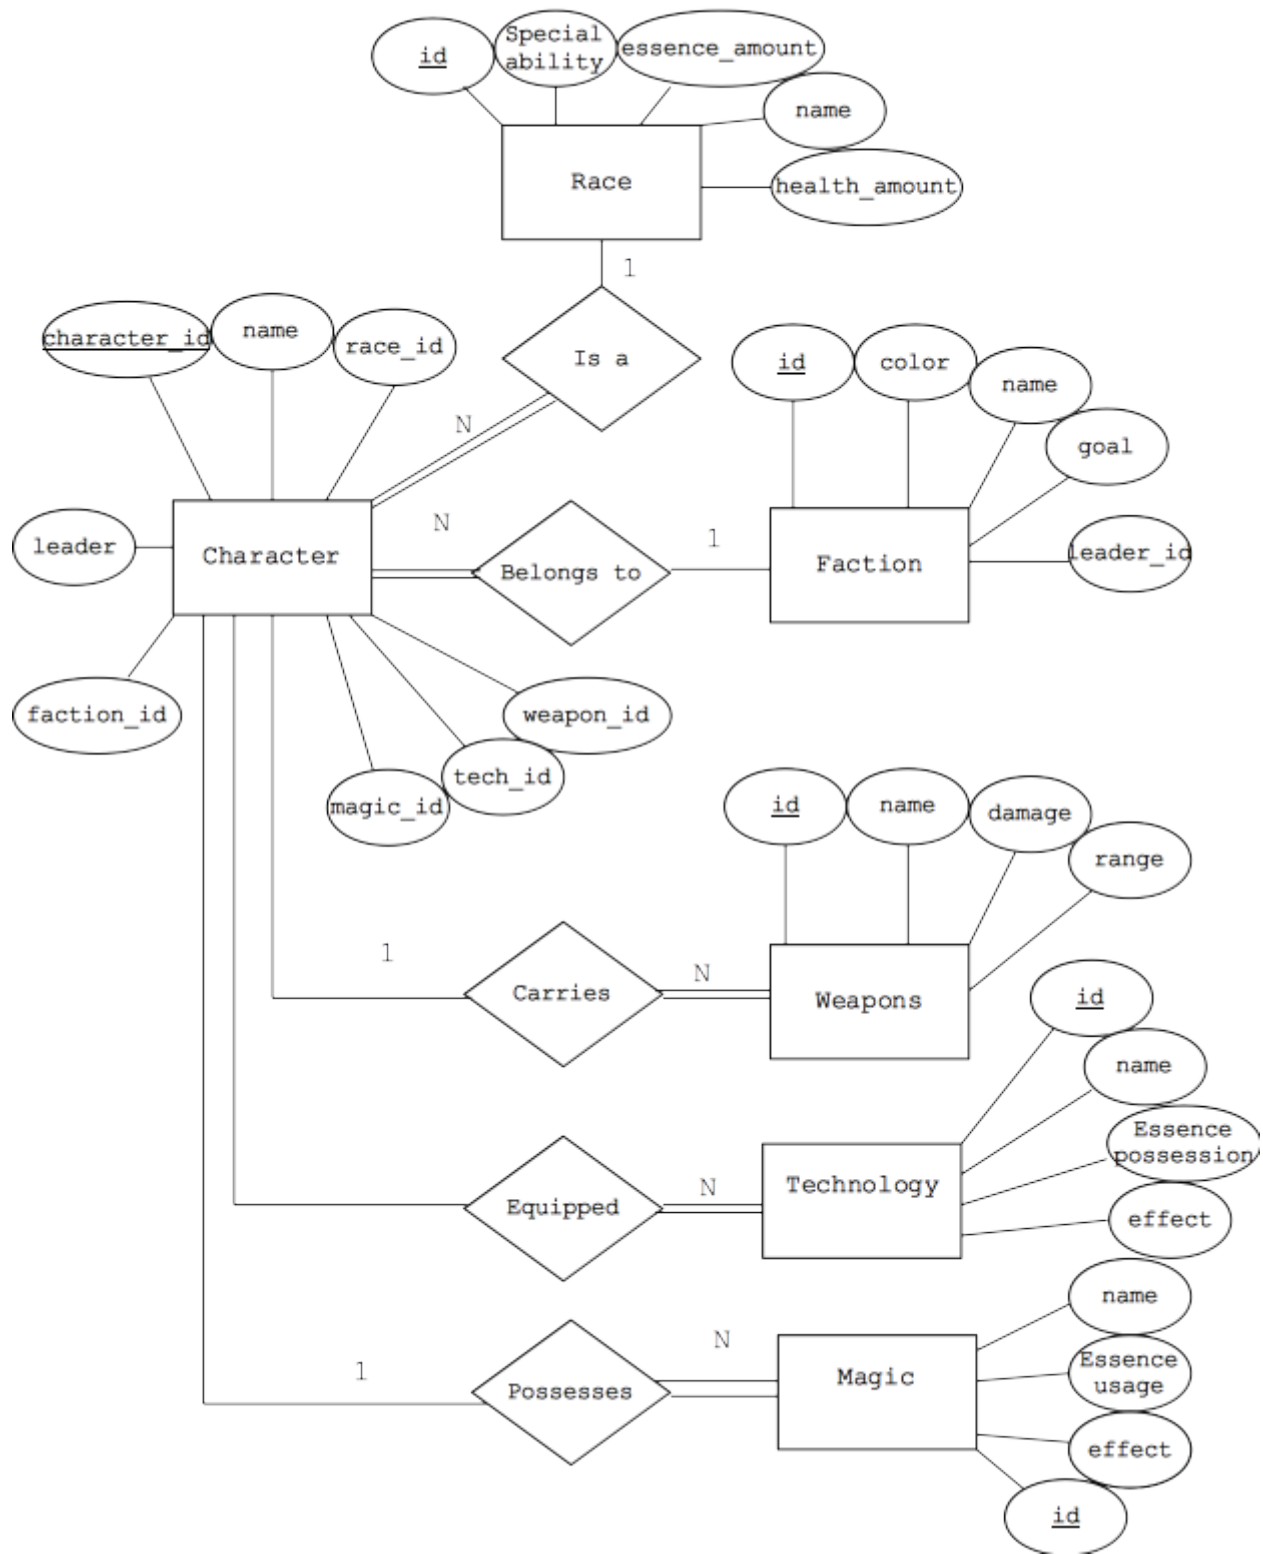 id
Special
ability
essence_amount
name
health_amount
Race
1
Is a
N
character_id
name
race_id
leader
Character
faction_id
magic_id
tech_id
weapon_id
N
Belongs to
1
id
color
name
goal
leader_id
Faction
1
Carries
N
id
name
damage
range
Weapons
Equipped
N
Technology
id
name
Essence
possession
effect
1
Possesses
N
Magic
name
Essence
usage
effect
id